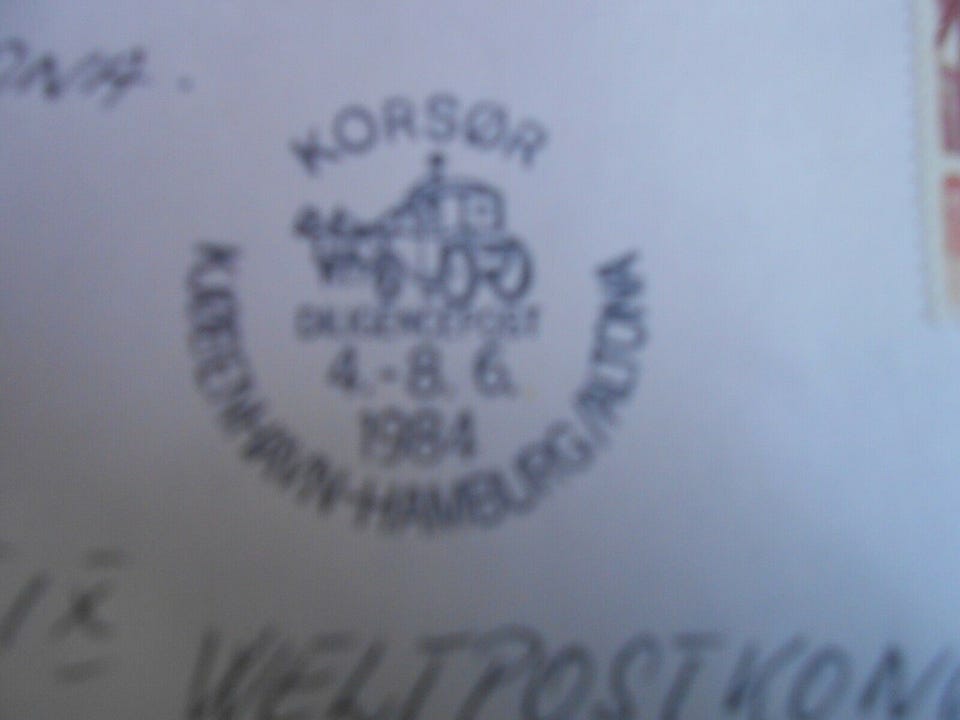 KORSØR
DILIGENCEPOST
4.-8. 6.
1984
KØBENHAVN-HAMBURG/ALTONA
WELTPOSTKON